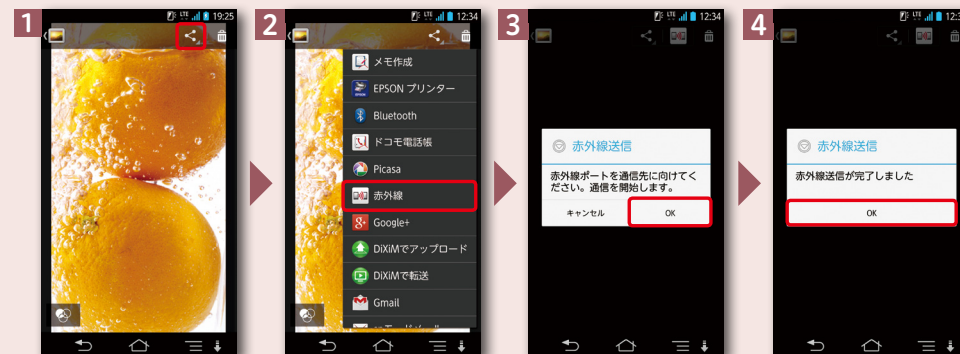 1
LTE 19:25
2
LTE 12:34
メモ作成
EPSON プリンター
Bluetooth
ドコモ電話帳
Picasa
赤外線
Google+
DiXiMでアップロード
DiXiMで転送
Gmail
3
LTE 12:34
赤外線送信
赤外線ポートを通信先に向けてく
ださい。通信を開始します。
キャンセル OK
4
LTE
赤外線送信
赤外線送信が完了しました
OK